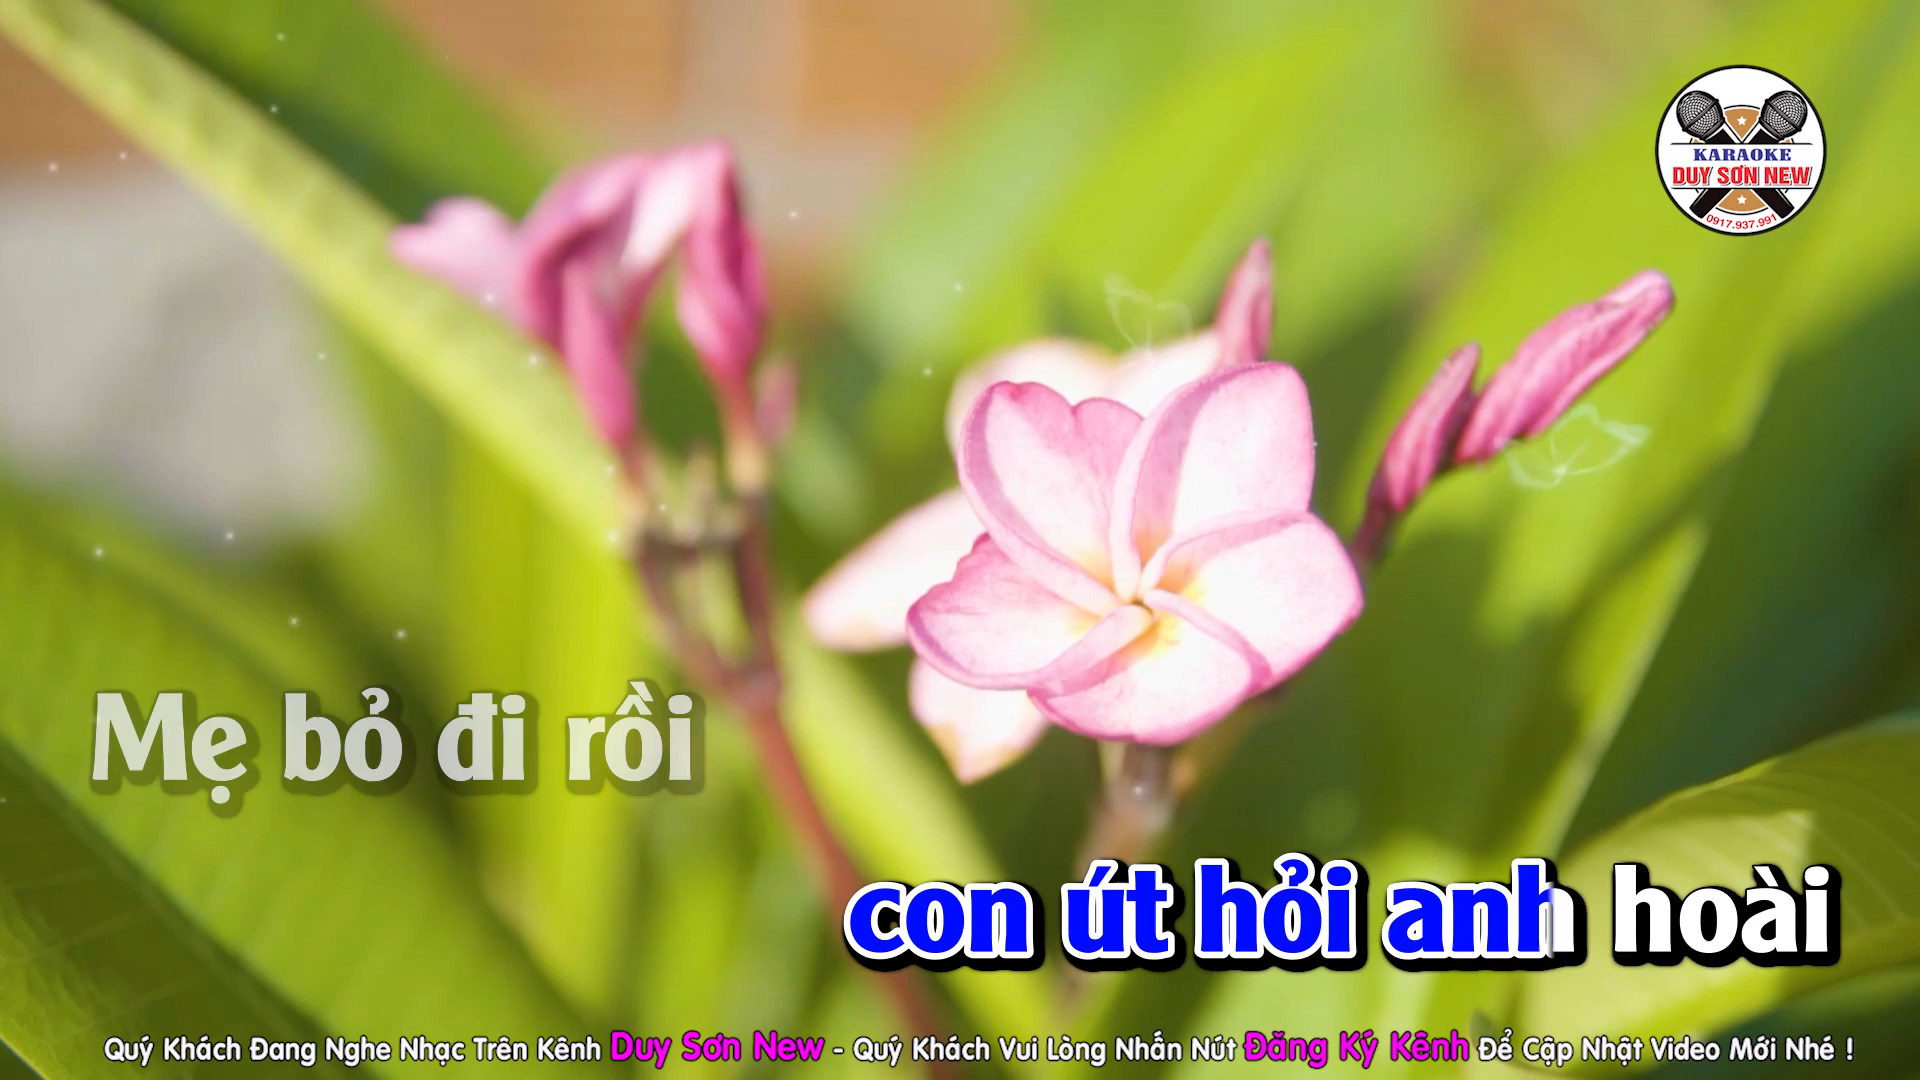 KARAOKE
DUY SƠN NEW
0917.937.991
Mẹ bỏ đi rồi
con út hỏi anh hoài
Quý Khách Đang Nghe Nhạc Trên Kênh Duy Sơn New - Quý Khách Vui Lòng Nhấn Nút Đăng Ký Kênh Để Cập Nhật Video Mới Nhé !